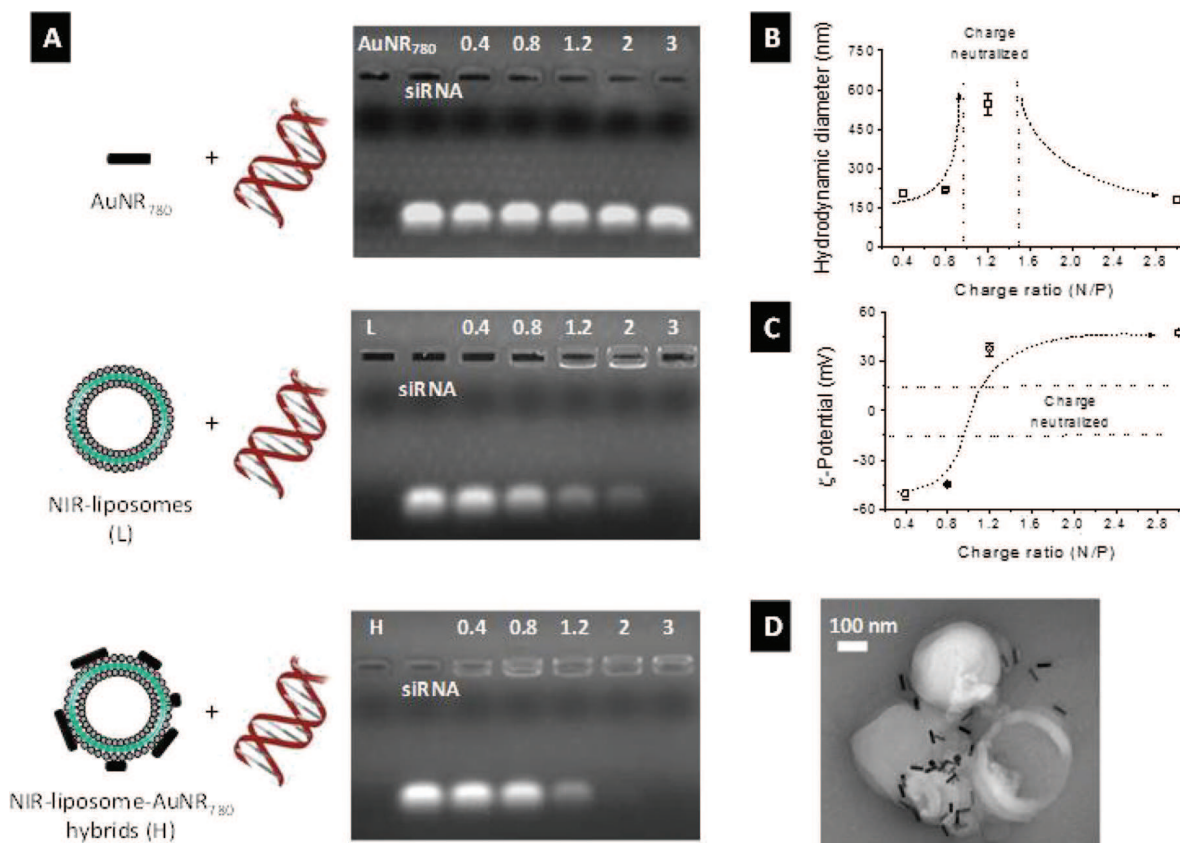 A
AuNR780 0.4 0.8 1.2 2 3
siRNA
+
AuNR780
L 0.4 0.8 1.2 2 3
siRNA
+
NIR-liposomes
(L)
H 0.4 0.8 1.2 2 3
siRNA
+
NIR-liposome-AuNR780
hybrids (H)
B
Hydrodynamic diameter (nm)
750
600
450
300
150
0
Charge
neutralized
0.4 0.8 1.2 1.6 2.0 2.4 2.8
Charge ratio (N/P)
C
ζ-Potential (mV)
60
30
0
-30
-60
Charge
neutralized
0.4 0.8 1.2 1.6 2.0 2.4 2.8
Charge ratio (N/P)
D
100 nm